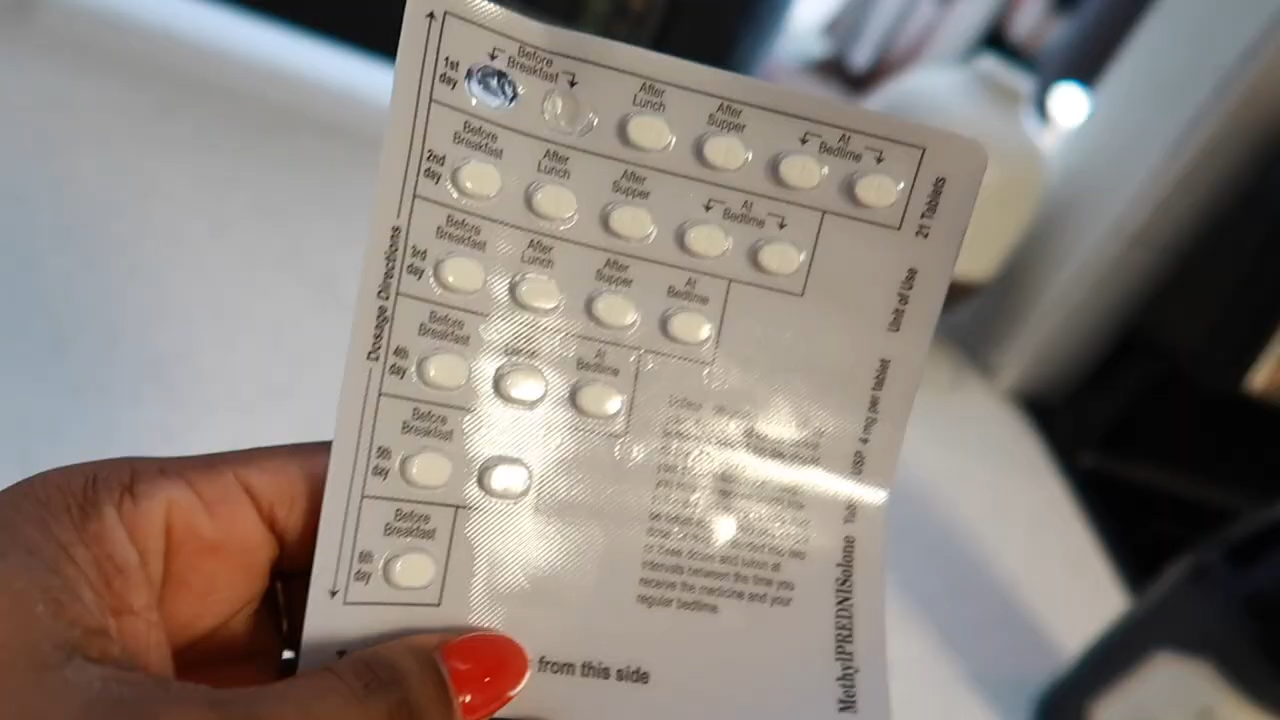 Before
Breakfast
1st
day
After
Lunch
After
Supper
At
Bedtime
Before
Breakfast
2nd
day
After
Lunch
After
Supper
At
Bedtime
Before
Breakfast
3rd
day
After
Lunch
After
Supper
At
Bedtime
Before
Breakfast
4th
day
At
Bedtime
Before
Breakfast
5th
day
Before
Breakfast
6th
day
Dosage Directions
or three doses and taken at
intervals between the time you
receive the medicine and your
regular bedtime.
from this side
MethylPREDNISolone USP 4 mg per tablet Unit of Use 21 Tablets